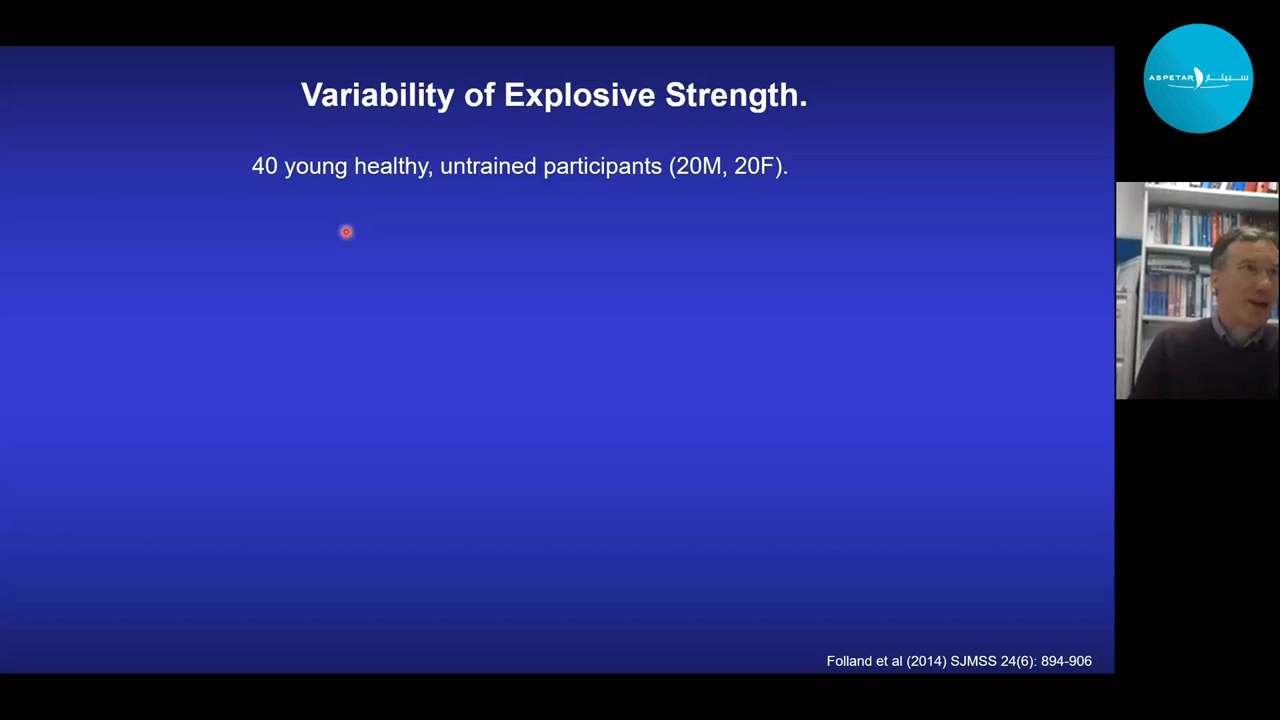 Variability of Explosive Strength.
40 young healthy, untrained participants (20M, 20F).
Folland et al (2014) SJMSS 24(6): 894-906
ASPETAR سبيتار